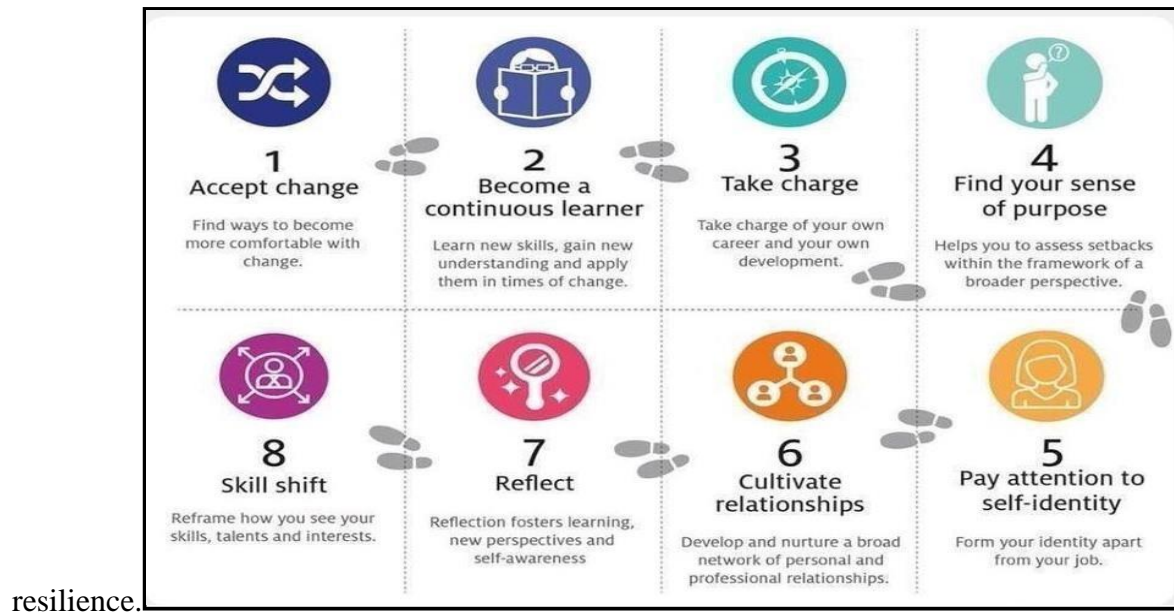 1
Accept change
Find ways to become
more comfortable with
change.
2
Become a
continuous learner
Learn new skills, gain new
understanding and apply
them in times of change.
3
Take charge
Take charge of your own
career and your own
development.
4
Find your sense
of purpose
Helps you to assess setbacks
within the framework of a
broader perspective.
?
5
Pay attention to
self-identity
Form your identity apart
from your job.
6
Cultivate
relationships
Develop and nurture a broad
network of personal and
professional relationships.
7
Reflect
Reflection fosters learning,
new perspectives and
self-awareness
8
Skill shift
Reframe how you see your
skills, talents and interests.
resilience.